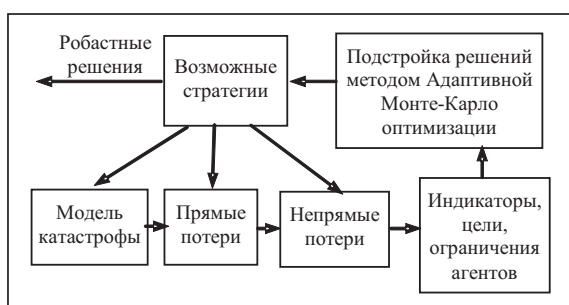 Робастные
решения
Возможные
стратегии
Подстройка решений
методом Адаптивной
Монте-Карло
оптимизации
Модель
катастрофы
Прямые
потери
Непрямые
потери
Индикаторы,
цели,
ограничения
агентов